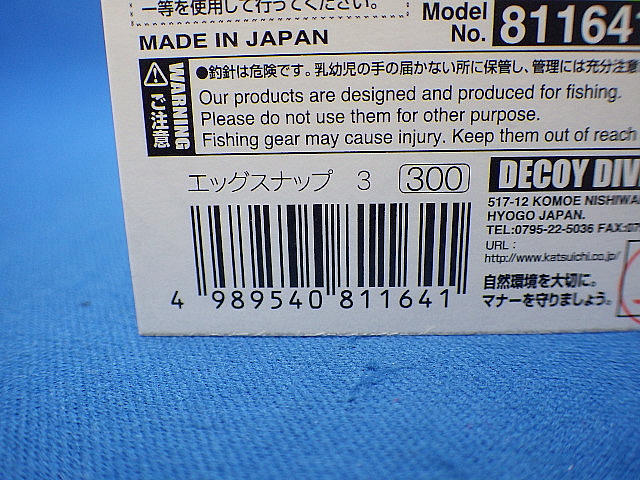 一等を使用して行ってください。
MADE IN JAPAN
Model
No. 811641
WARNING
ご注意
●釣針は危険です。乳幼児の手の届かない所に保管し、管理には充分注意
Our products are designed and produced for fishing.
Please do not use them for other purpose.
Fishing gear may cause injury. Keep them out of reach
エッグスナップ 3 300
4 989540 811641
DECOY DIV
517-12 KOMOE NISHIWA
HYOGO JAPAN.
TEL:0795-22-5036 FAX:07
URL:
http://www.katsuichi.co.jp/
自然環境を大切に。
マナーを守りましょう。